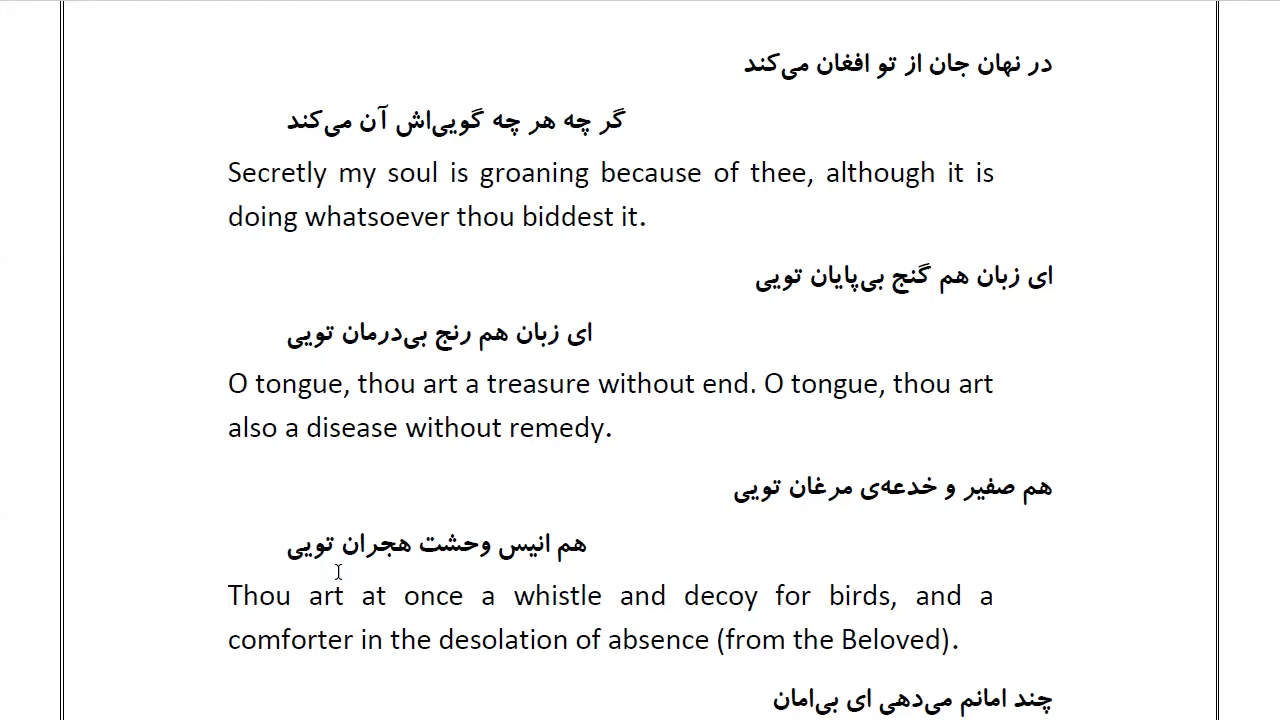 در نهان جان از تو افغان می‌کند
گر چه هر چه گویی‌اش آن می‌کند
Secretly my soul is groaning because of thee, although it is
doing whatsoever thou biddest it.
ای زبان هم گنج بی‌پایان تویی
ای زبان هم رنج بی‌درمان تویی
O tongue, thou art a treasure without end. O tongue, thou art
also a disease without remedy.
هم صفیر و خدعه‌ی مرغان تویی
هم انیس وحشت هجران تویی
Thou art at once a whistle and decoy for birds, and a
comforter in the desolation of absence (from the Beloved).
چند امانم می‌دهی ای بی‌امان